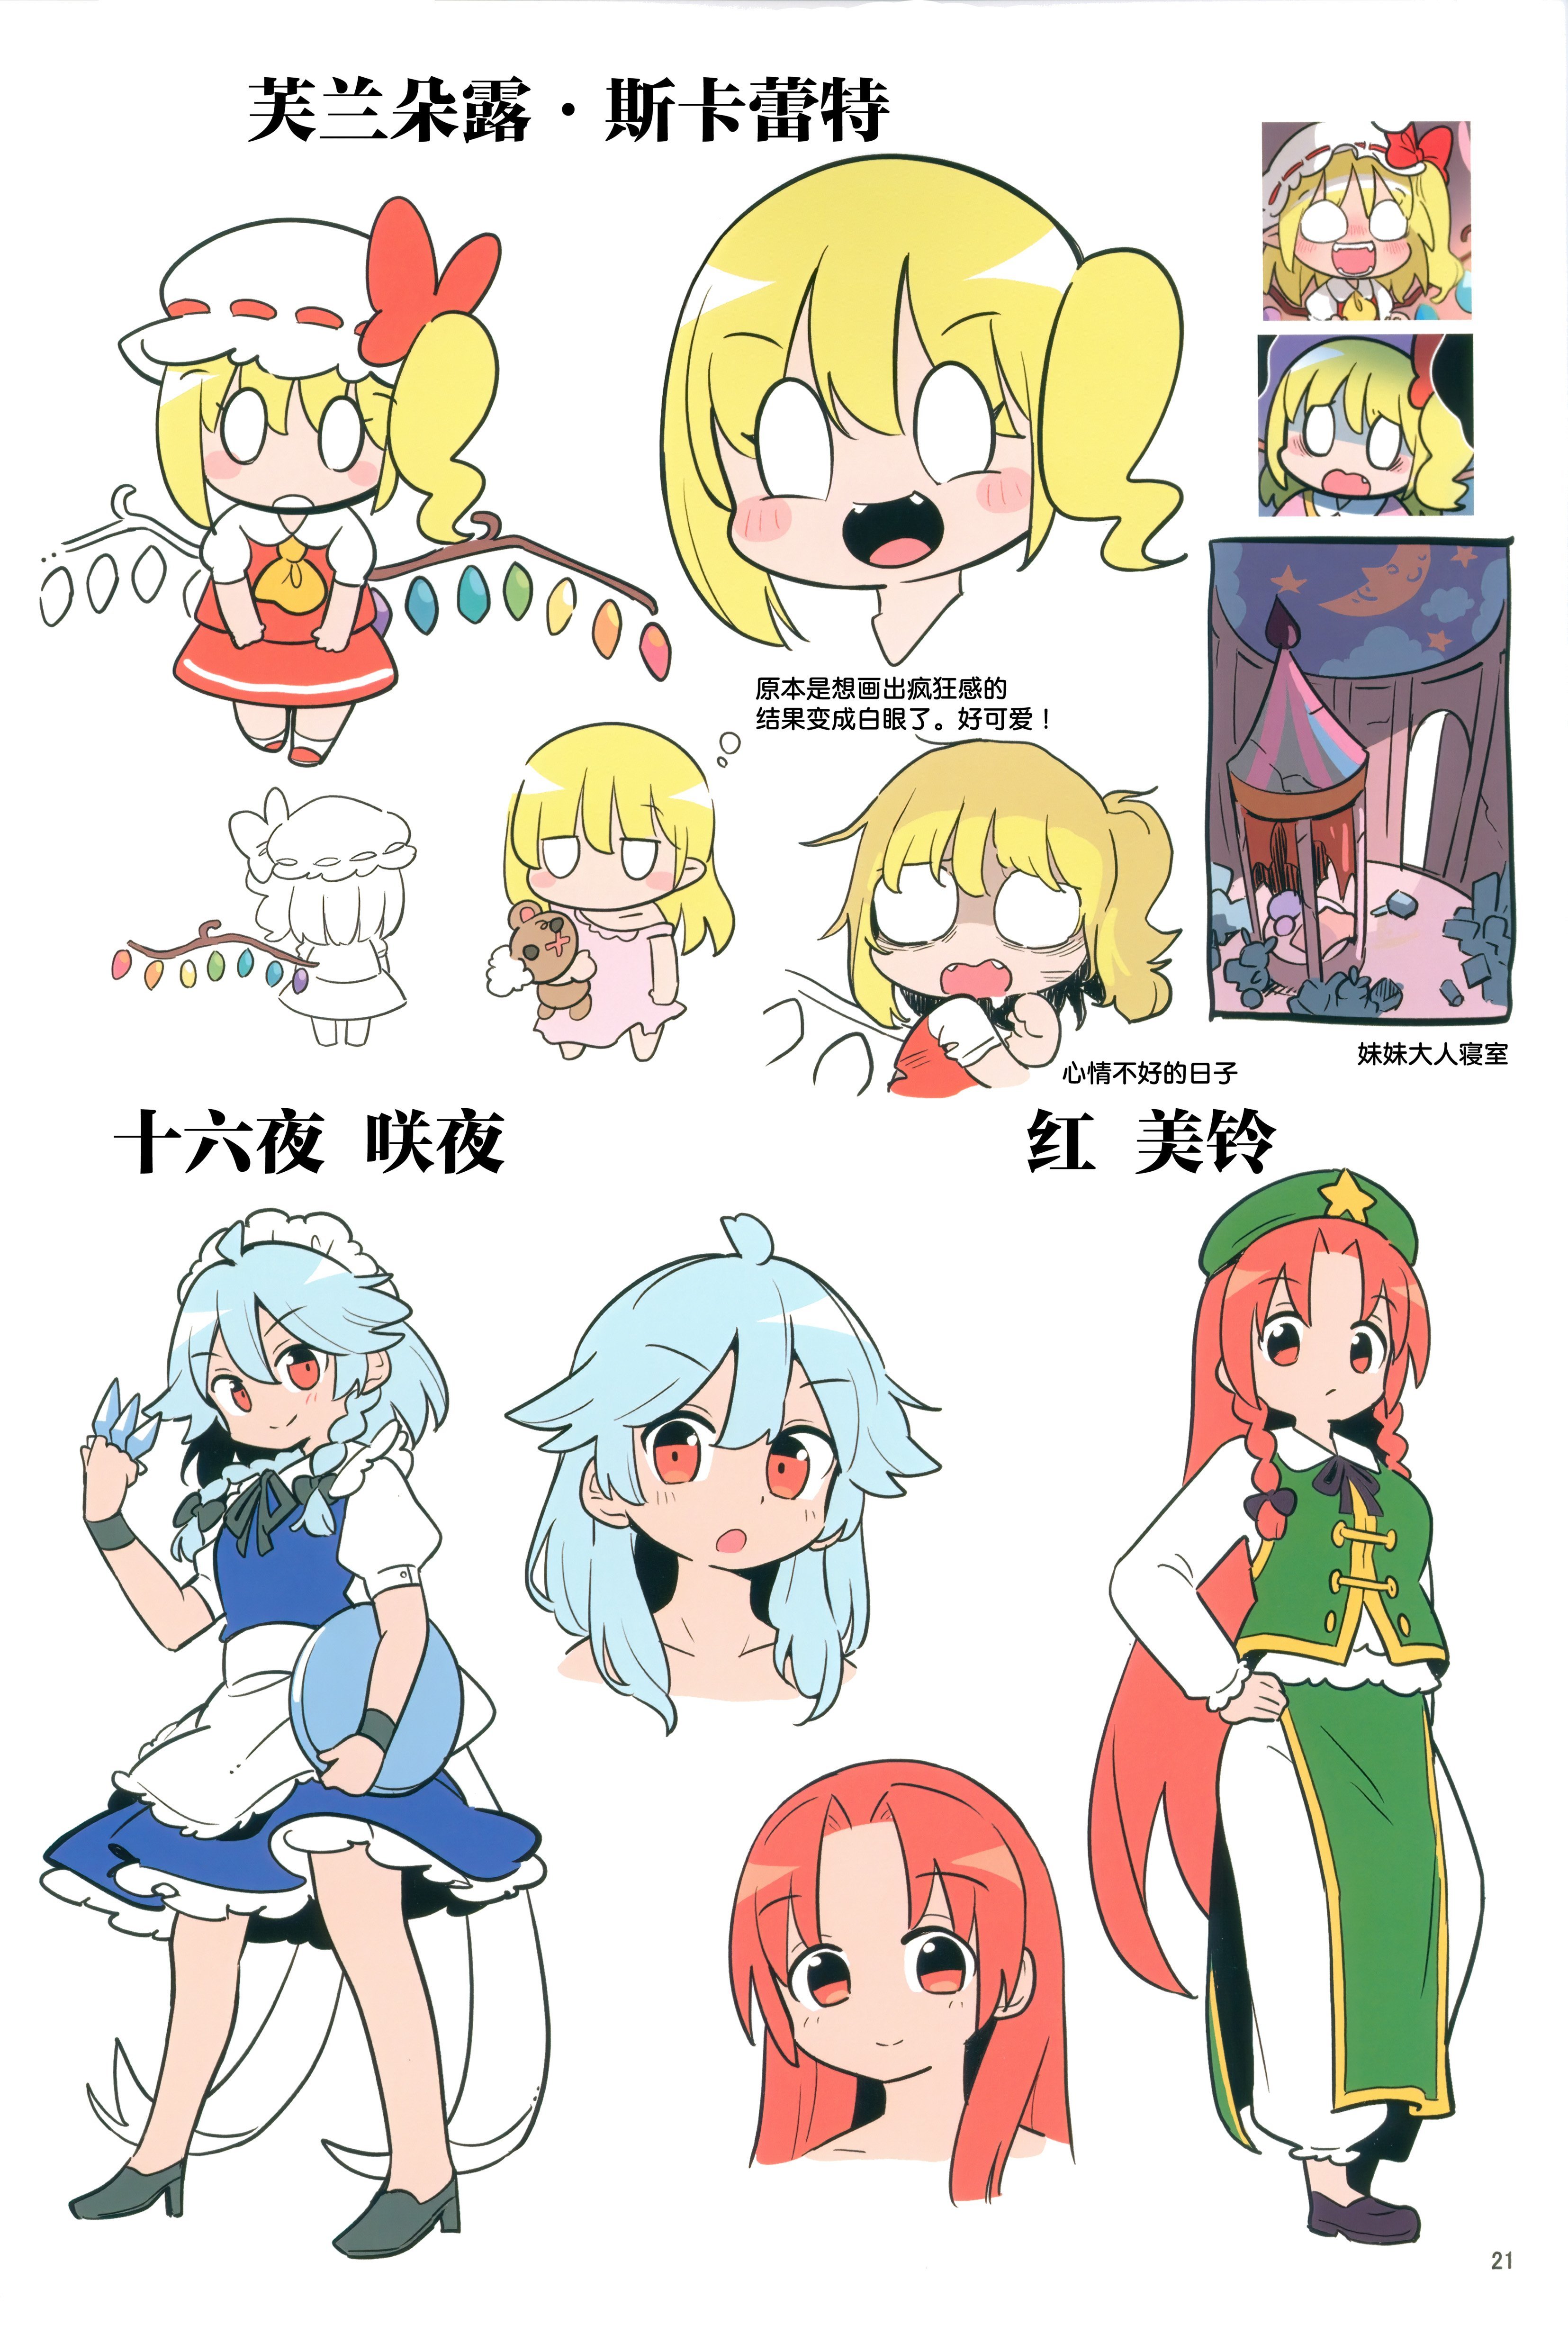 芙兰朵露·斯卡蕾特
原本是想画出疯狂感的
结果变成白眼了。好可爱！
心情不好的日子
妹妹大人寝室
十六夜 咲夜
红 美铃
21